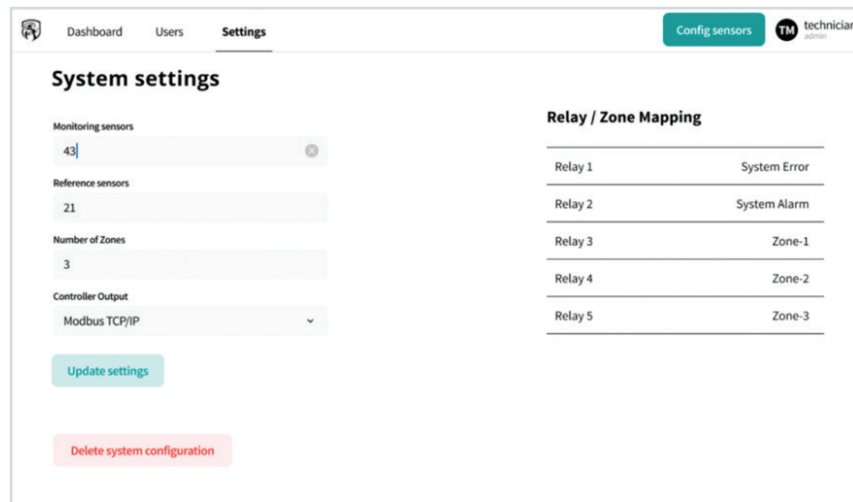 Dashboard Users Settings Config sensors TM technician
admin
System settings
Monitoring sensors
43
Reference sensors
21
Number of Zones
3
Controller Output
Modbus TCP/IP
Update settings
Delete system configuration
Relay / Zone Mapping
Relay 1 System Error
Relay 2 System Alarm
Relay 3 Zone-1
Relay 4 Zone-2
Relay 5 Zone-3